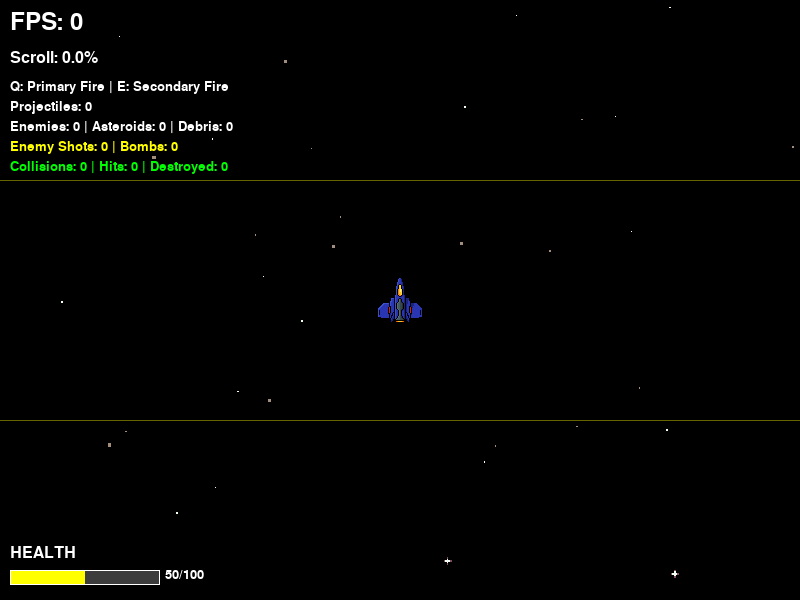 FPS: 0
Scroll: 0.0%
Q: Primary Fire | E: Secondary Fire
Projectiles: 0
Enemies: 0 | Asteroids: 0 | Debris: 0
Enemy Shots: 0 | Bombs: 0
Collisions: 0 | Hits: 0 | Destroyed: 0
HEALTH
50/100